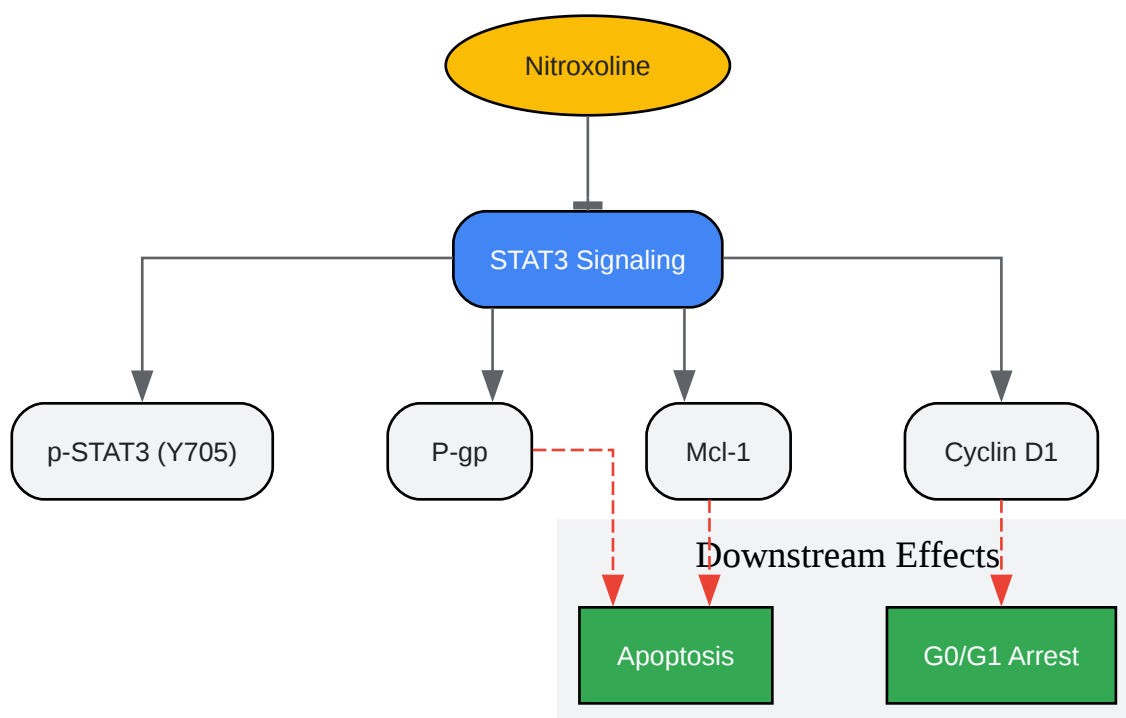 Nitroxoline
STAT3 Signaling
p-STAT3 (Y705)
P-gp
Mcl-1
Cyclin D1
Downstream Effects
Apoptosis
G0/G1 Arrest